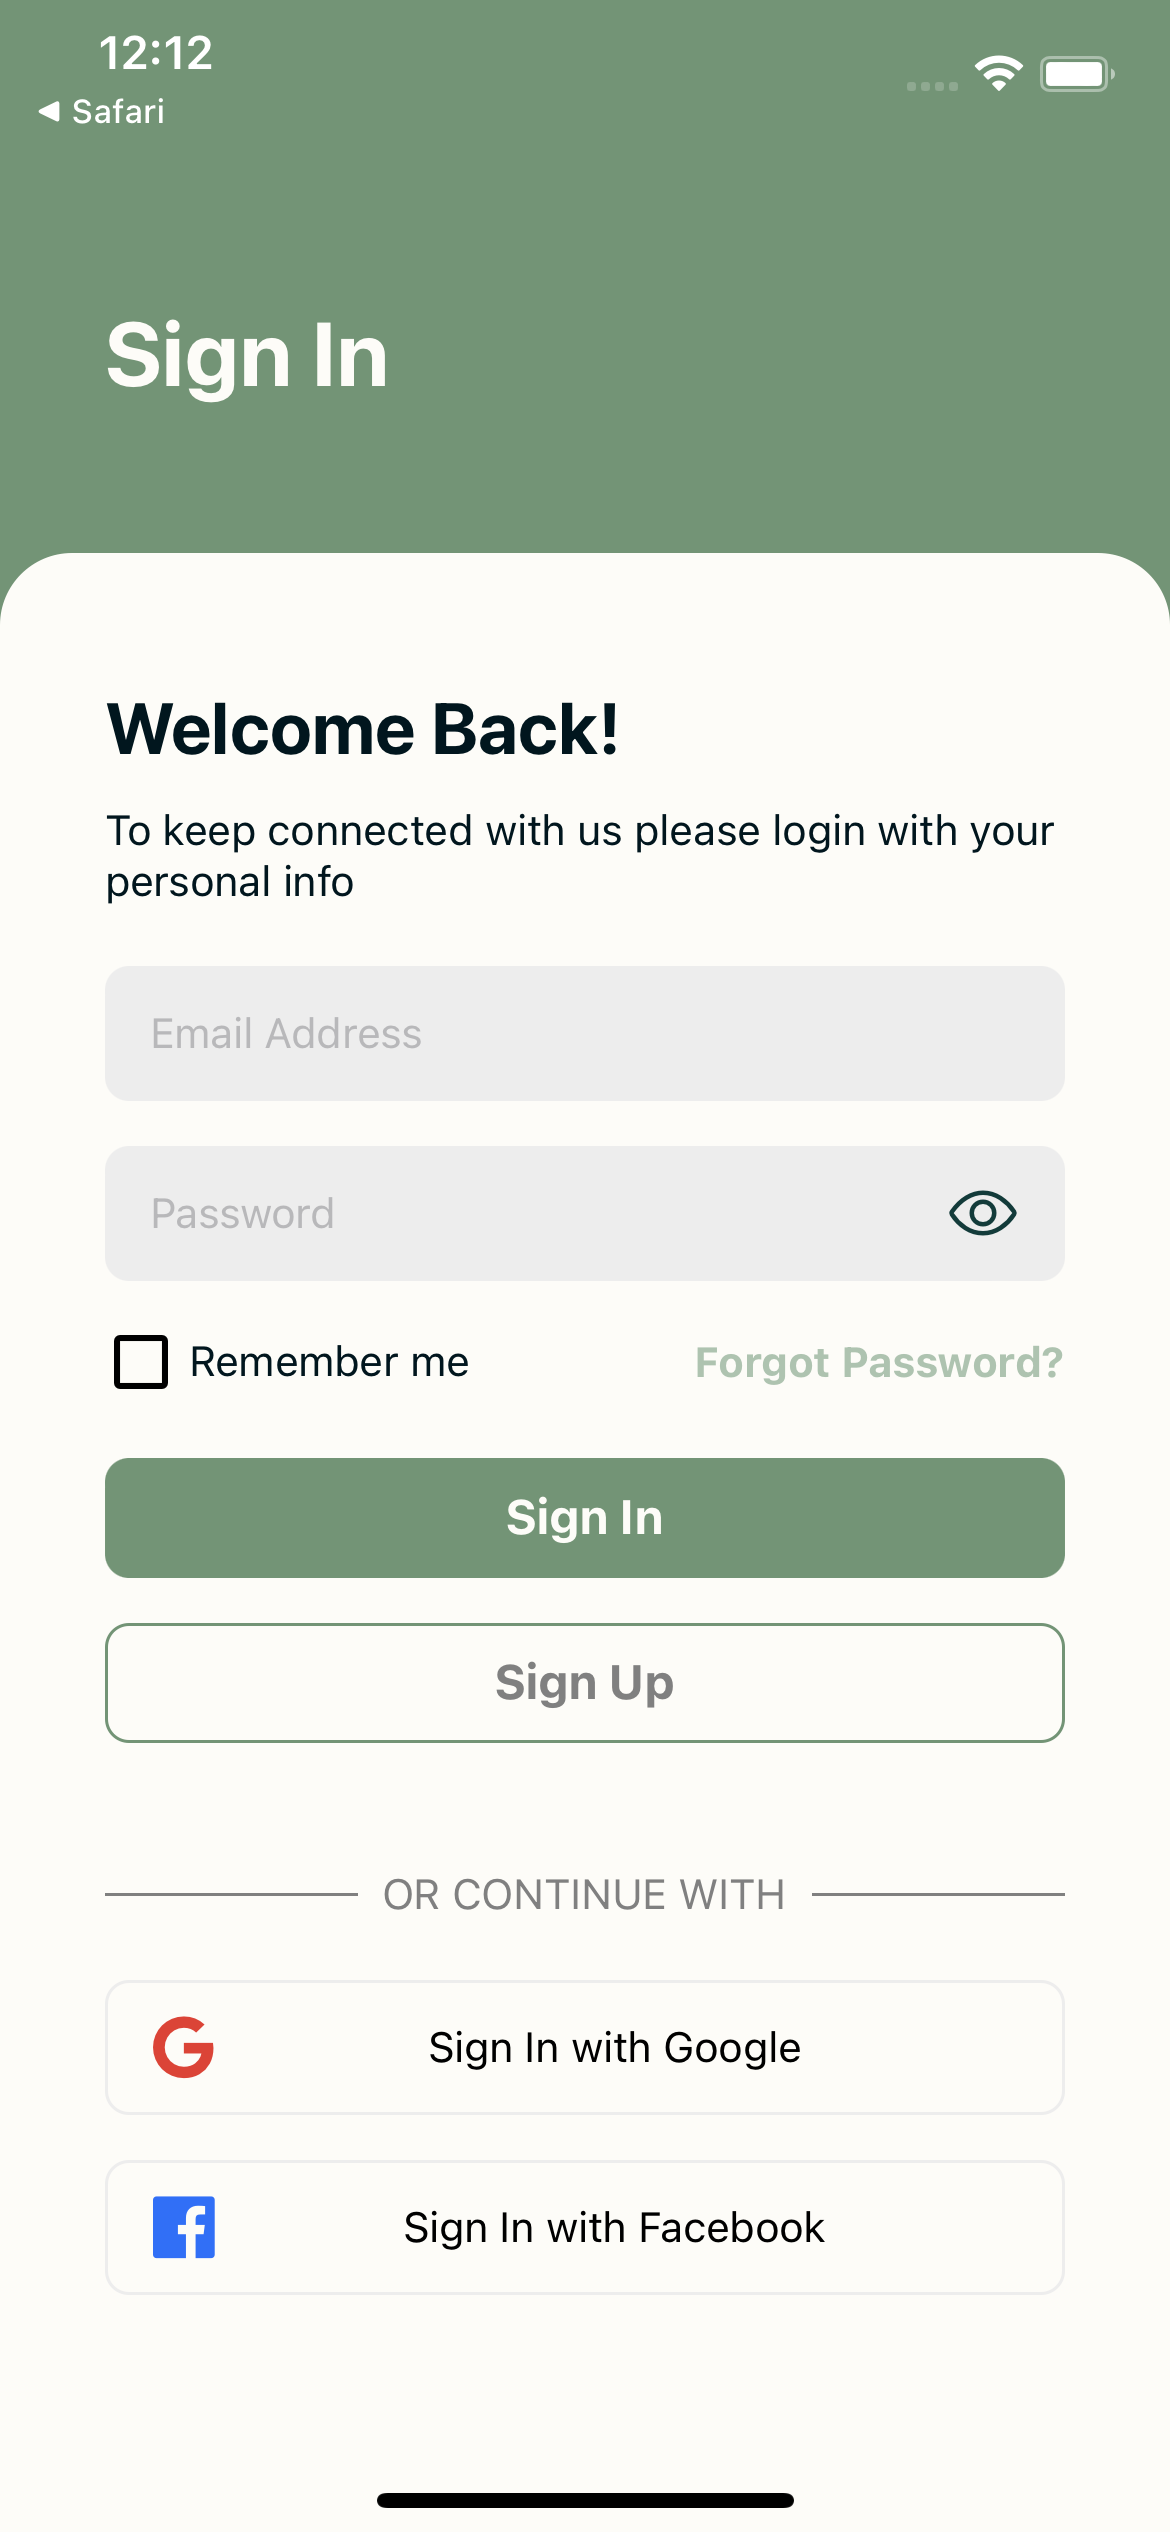 12:12
Safari
Sign In
Welcome Back!
To keep connected with us please login with your
personal info
Email Address
Password
Remember me
Forgot Password?
Sign In
Sign Up
OR CONTINUE WITH
Sign In with Google
Sign In with Facebook